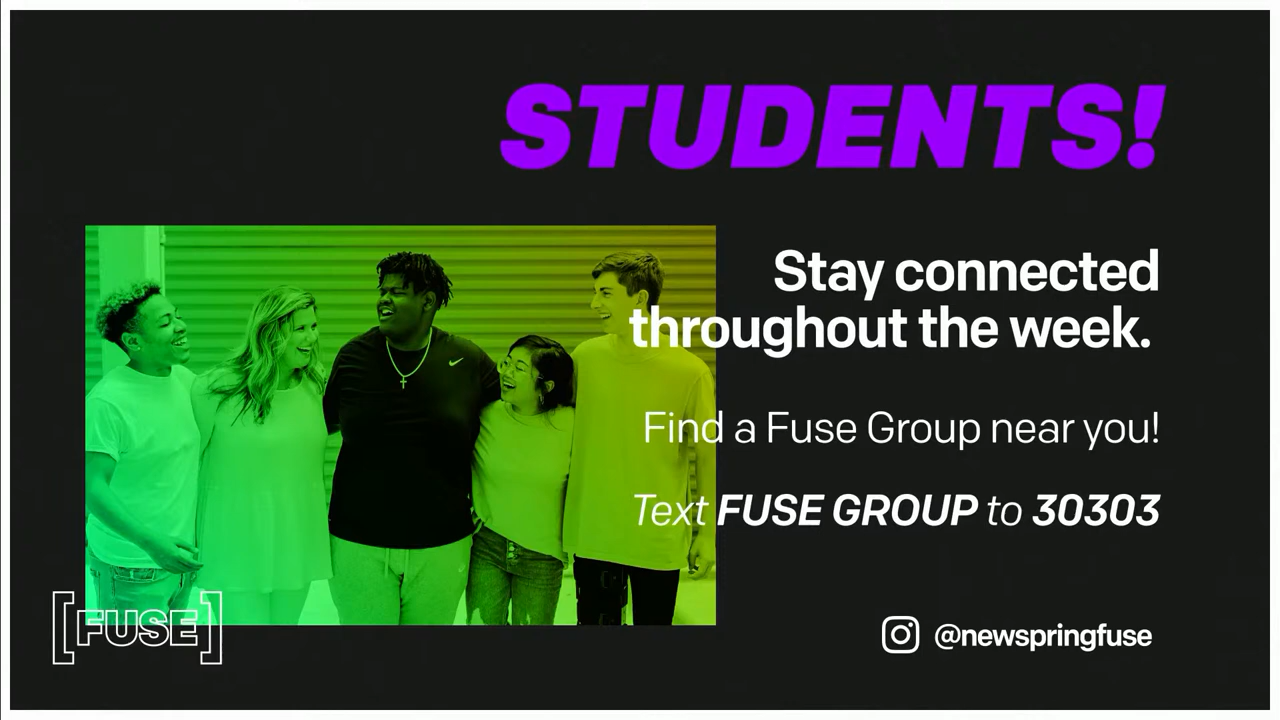 STUDENTS!
Stay connected
throughout the week.
Find a Fuse Group near you!
Text FUSE GROUP to 30303
[FUSE]
@newspringfuse